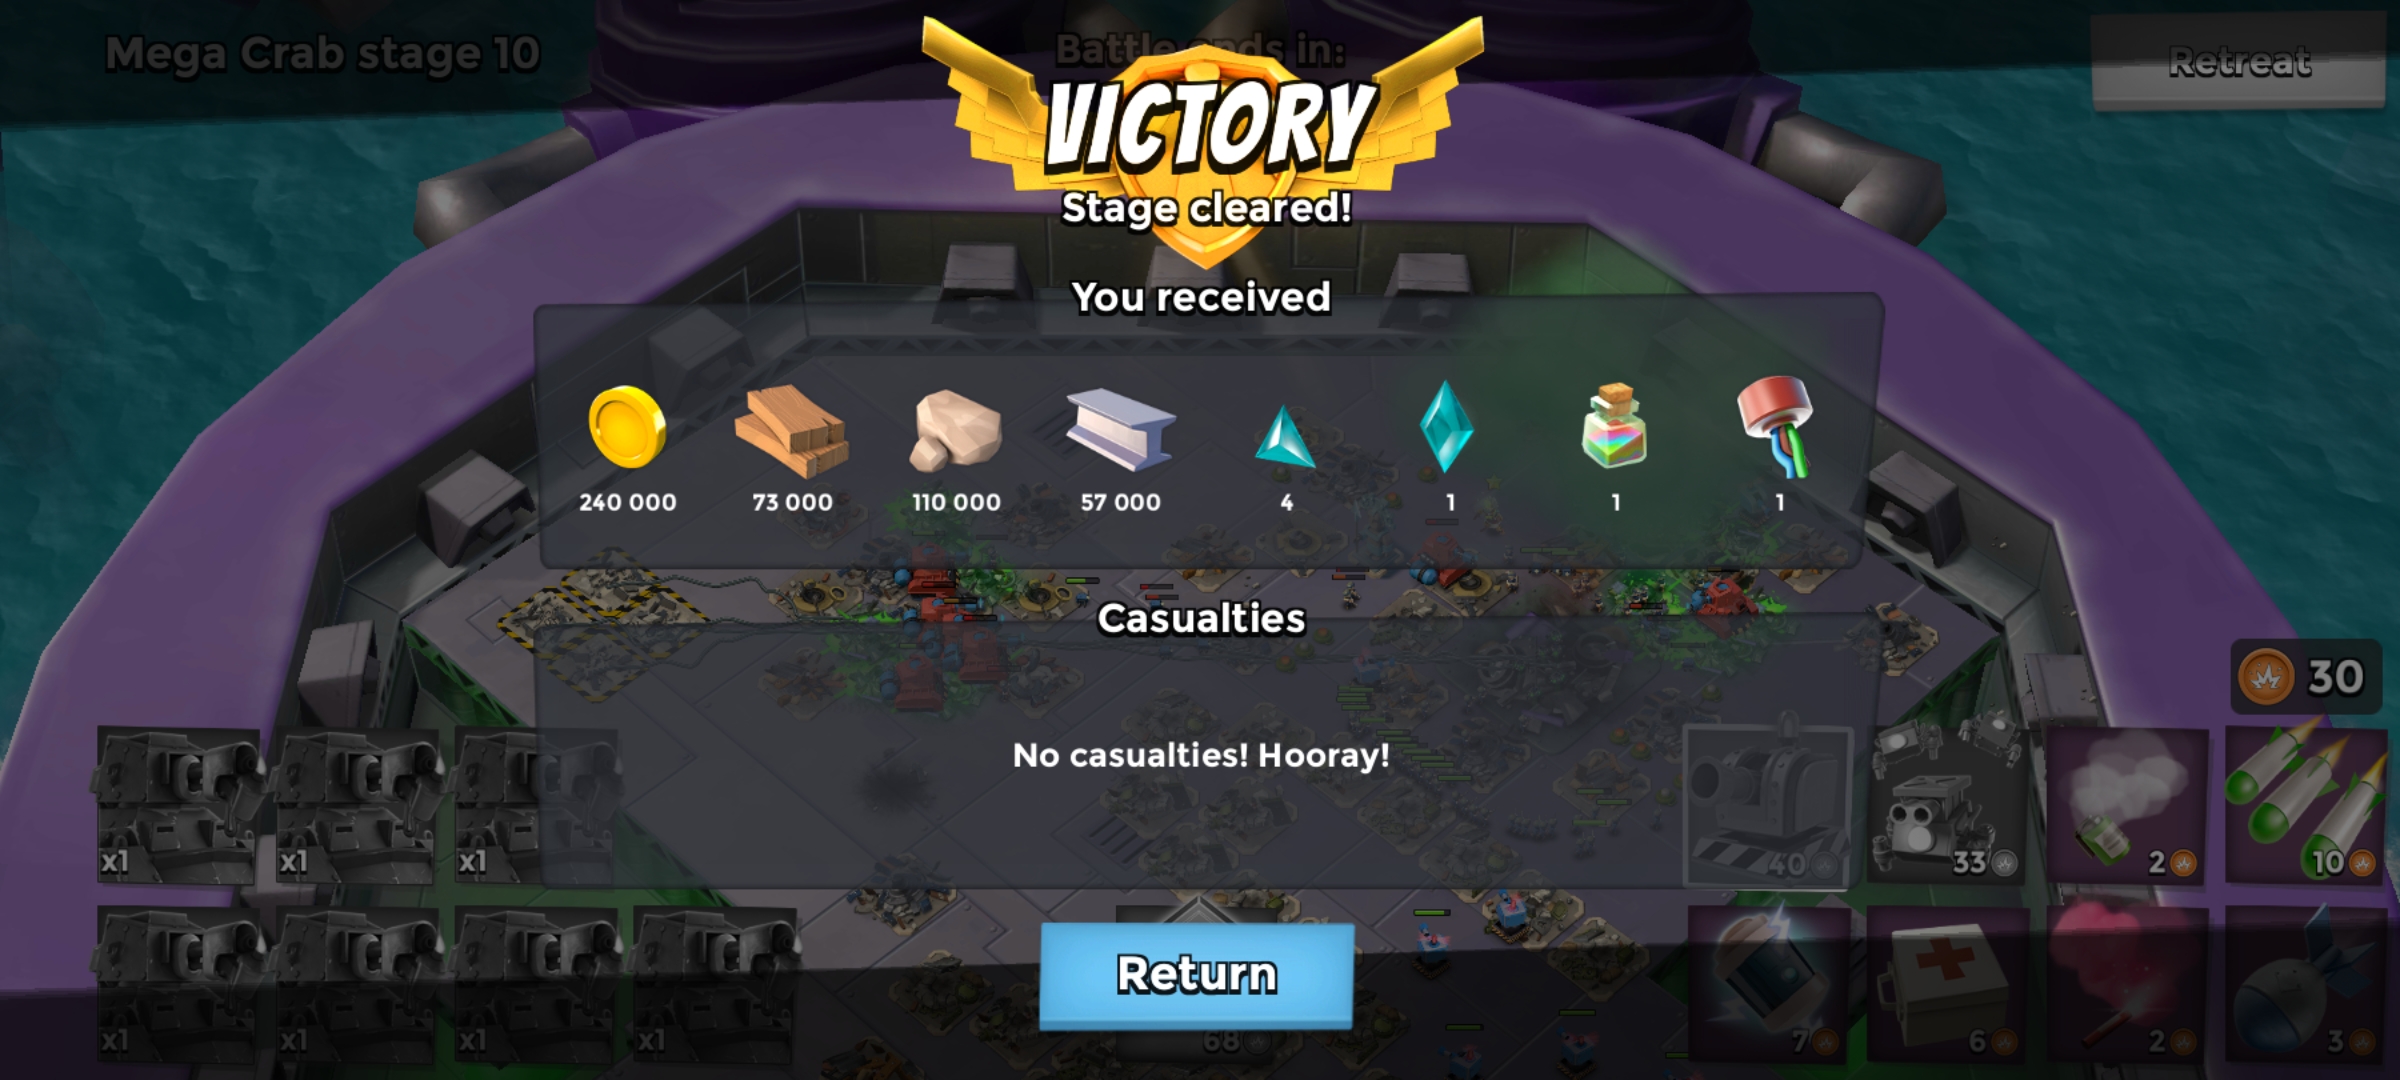 Mega Crab stage 10
Battle ends in:
Retreat
VICTORY
Stage cleared!
You received
240 000
73 000
110 000
57 000
4
1
1
1
Casualties
No casualties! Hooray!
30
x1
x1
x1
40
33
2
10
x1
x1
x1
x1
Return
68
7
6
2
3